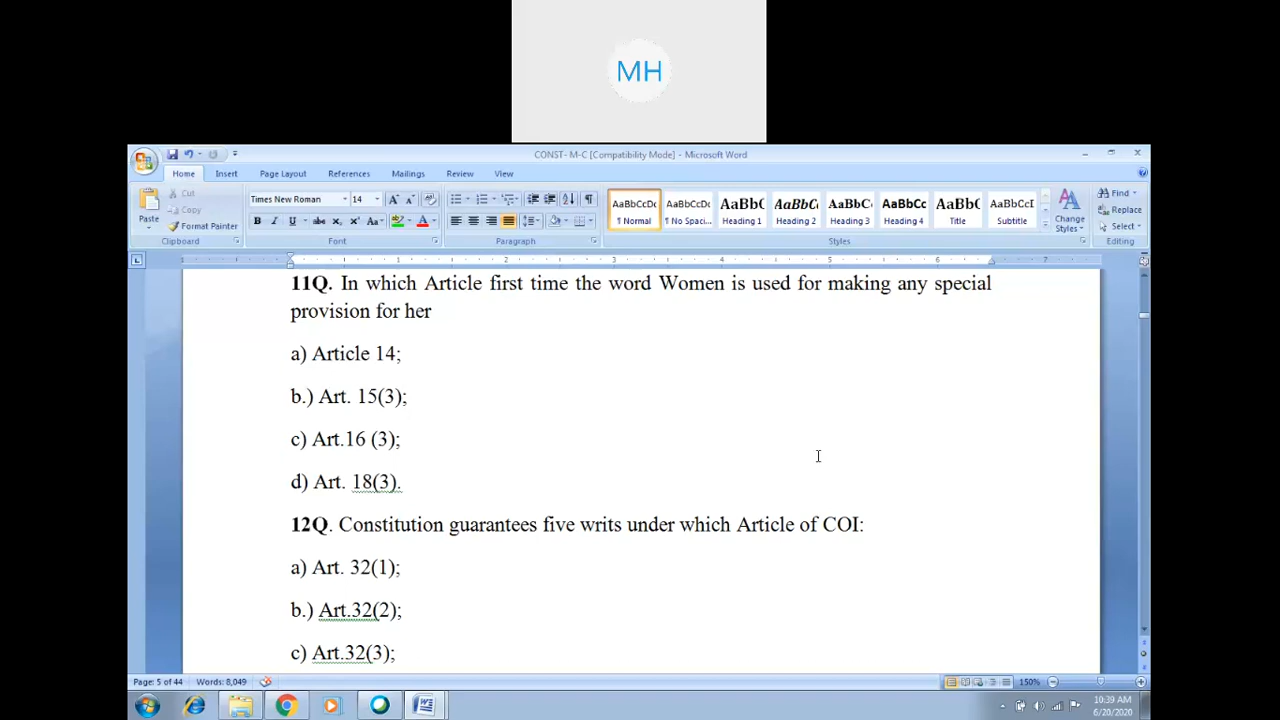 MH
CONST- M-C [Compatibility Mode] - Microsoft Word
Home Insert Page Layout References Mailings Review View
Paste
Cut
Copy
Format Painter
Clipboard
Times New Roman 14
Font
Paragraph
AaBbCcDc AaBbCcDc AaBbC AaBbC AaBbC AaBbCc AaBb AaBbCcI
¶ Normal ¶ No Spaci... Heading 1 Heading 2 Heading 3 Heading 4 Title Subtitle
Change Styles
Styles
Find
Replace
Select
Editing
11Q. In which Article first time the word Women is used for making any special
provision for her
a) Article 14;
b.) Art. 15(3);
c) Art.16 (3);
d) Art. 18(3).
12Q. Constitution guarantees five writs under which Article of COI:
a) Art. 32(1);
b.) Art.32(2);
c) Art.32(3);
Page: 5 of 44 Words: 8,049 150%
10:39 AM
6/20/2020